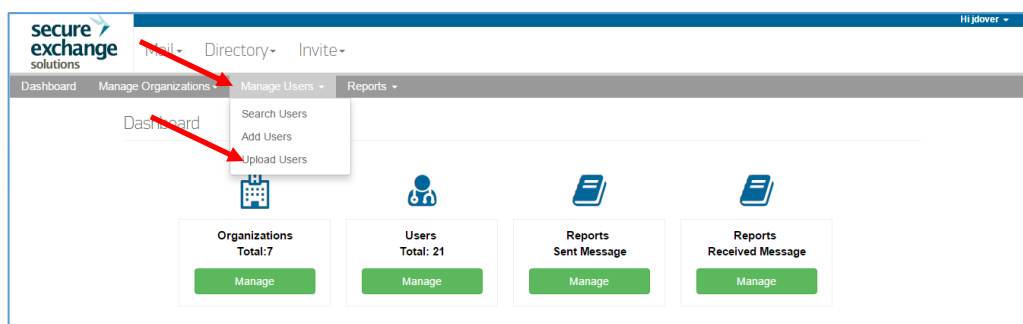 Hi jdover
secure
exchange
solutions
Mail Directory Invite
Dashboard Manage Organizations Manage Users Reports
Search Users
Add Users
Upload Users
Dashboard
Organizations
Total:7
Manage
Users
Total: 21
Manage
Reports
Sent Message
Manage
Reports
Received Message
Manage